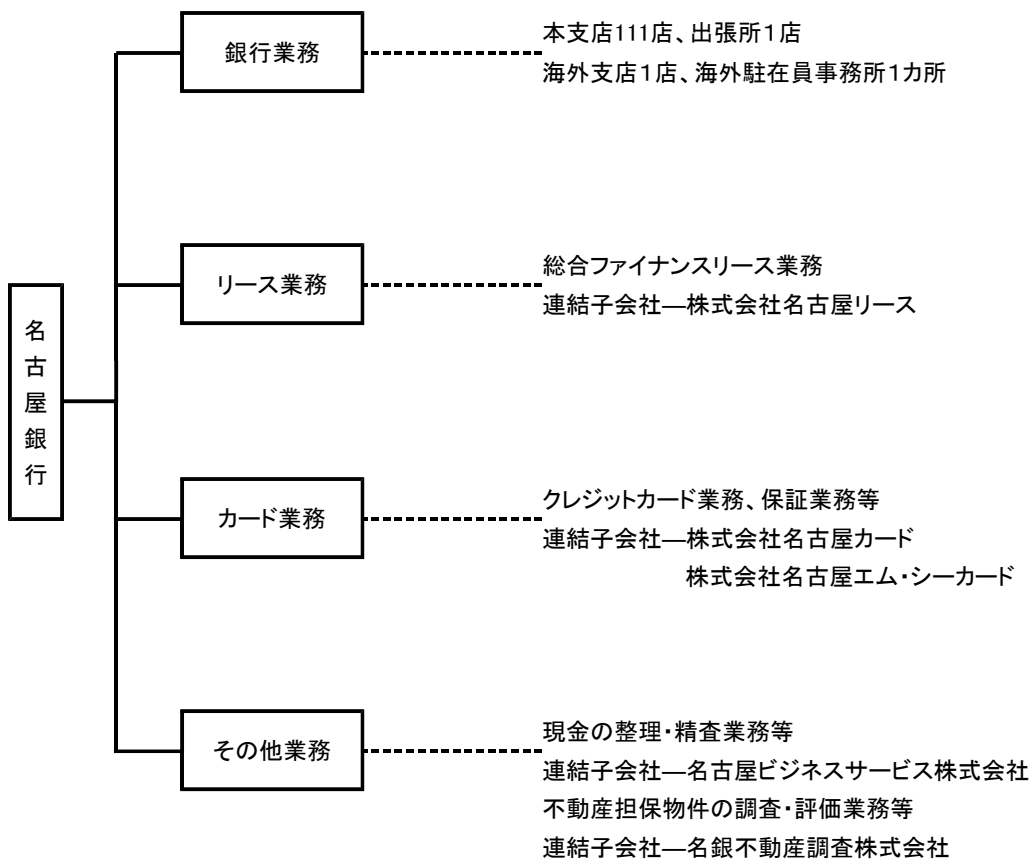 名古屋銀行
銀行業務
本支店111店、出張所1店
海外支店1店、海外駐在員事務所1カ所
リース業務
総合ファイナンスリース業務
連結子会社―株式会社名古屋リース
カード業務
クレジットカード業務、保証業務等
連結子会社―株式会社名古屋カード
株式会社名古屋エム・シーカード
その他業務
現金の整理・精査業務等
連結子会社―名古屋ビジネスサービス株式会社
不動産担保物件の調査・評価業務等
連結子会社―名銀不動産調査株式会社